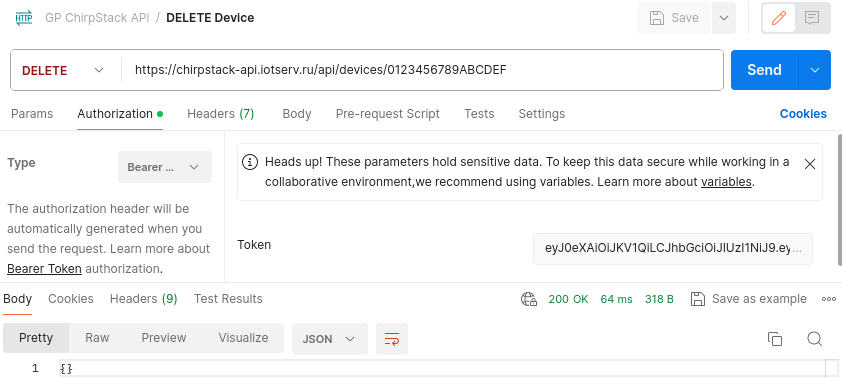 HTTP GP ChirpStack APi / DELETE Device Save
DELETE https://chirpstack-api.iotserv.ru/api/devices/0123456789ABCDEF Send
Params Authorization Headers (7) Body Pre-request Script Tests Settings Cookies
Type Bearer ...
The authorization header will be
automatically generated when you
send the request. Learn more about
Bearer Token authorization.
Heads up! These parameters hold sensitive data. To keep this data secure while working in a
collaborative environment,we recommend using variables. Learn more about variables.
Token eyJ0eXAiOiJKV1QiLCJhbGciOiJIUzI1NiJ9.ey...
Body Cookies Headers (9) Test Results 200 OK 64 ms 318 B Save as example
Pretty Raw Preview Visualize JSON
1 {}